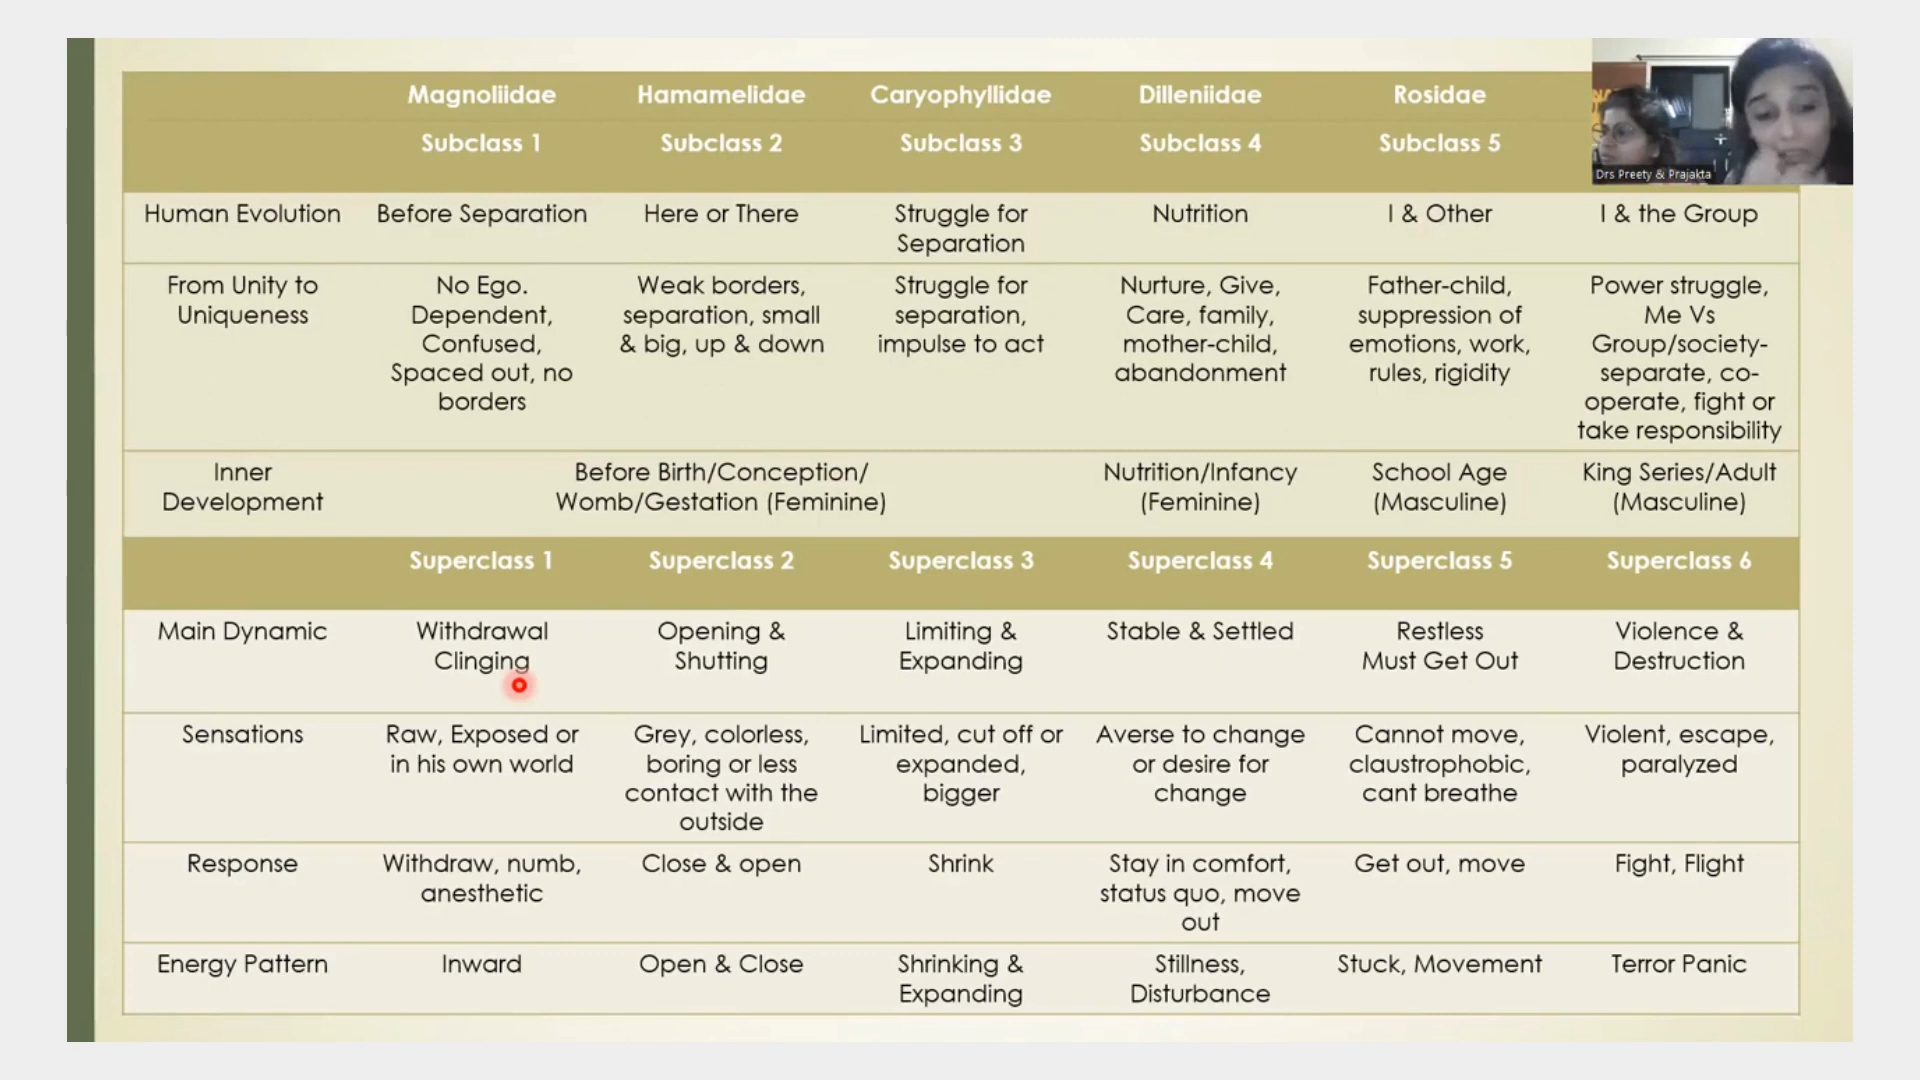 Magnoliidae Hamamelidae Caryophyllidae Dilleniidae Rosidae
Subclass 1 Subclass 2 Subclass 3 Subclass 4 Subclass 5
Drs Preety & Prajakta
Human Evolution
Before Separation
Here or There
Struggle for
Separation
Nutrition
I & Other
I & the Group
From Unity to
Uniqueness
No Ego.
Dependent,
Confused,
Spaced out, no
borders
Weak borders,
separation, small
& big, up & down
Struggle for
separation,
impulse to act
Nurture, Give,
Care, family,
mother-child,
abandonment
Father-child,
suppression of
emotions, work,
rules, rigidity
Power struggle,
Me Vs
Group/society-
separate, co-
operate, fight or
take responsibility
Inner
Development
Before Birth/Conception/
Womb/Gestation (Feminine)
Nutrition/Infancy
(Feminine)
School Age
(Masculine)
King Series/Adult
(Masculine)
Superclass 1 Superclass 2 Superclass 3 Superclass 4 Superclass 5 Superclass 6
Main Dynamic
Withdrawal
Clinging
Opening &
Shutting
Limiting &
Expanding
Stable & Settled
Restless
Must Get Out
Violence &
Destruction
Sensations
Raw, Exposed or
in his own world
Grey, colorless,
boring or less
contact with the
outside
Limited, cut off or
expanded,
bigger
Averse to change
or desire for
change
Cannot move,
claustrophobic,
cant breathe
Violent, escape,
paralyzed
Response
Withdraw, numb,
anesthetic
Close & open
Shrink
Stay in comfort,
status quo, move
out
Get out, move
Fight, Flight
Energy Pattern
Inward
Open & Close
Shrinking &
Expanding
Stillness,
Disturbance
Stuck, Movement
Terror Panic